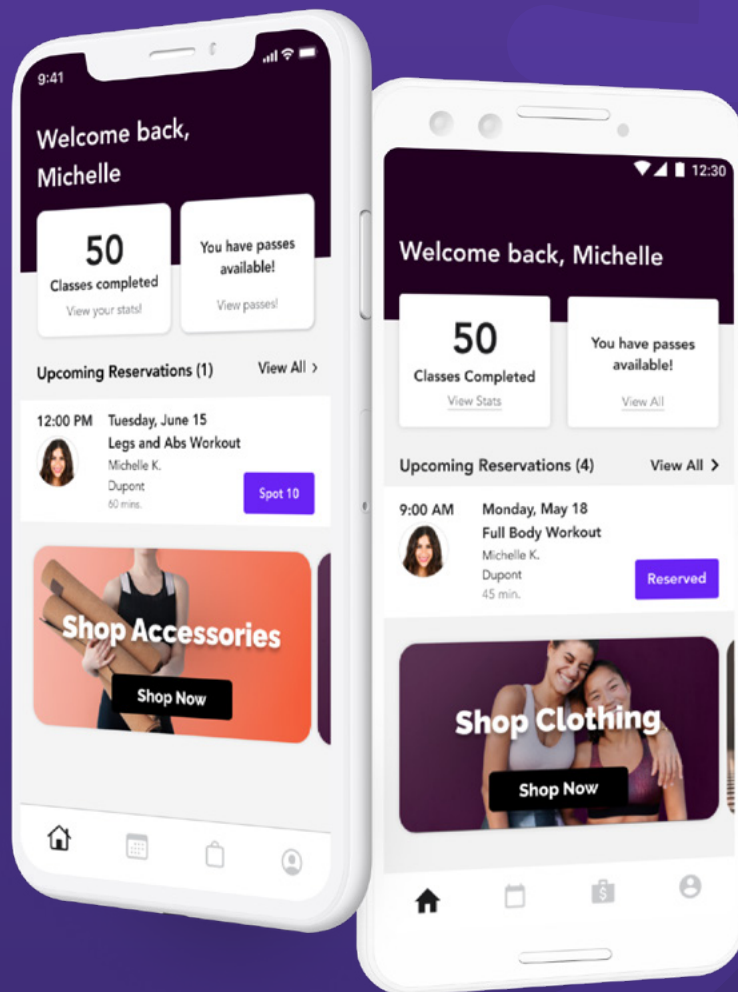 9:41
Welcome back,
Michelle
50
Classes completed
View your stats!
You have passes
available!
View passes!
Upcoming Reservations (1)
View All >
12:00 PM
Tuesday, June 15
Legs and Abs Workout
Michelle K.
Dupont
60 mins.
Spot 10
Shop Accessories
Shop Now
12:30
Welcome back, Michelle
50
Classes Completed
View Stats
You have passes
available!
View All
Upcoming Reservations (4)
View All >
9:00 AM
Monday, May 18
Full Body Workout
Michelle K.
Dupont
45 min.
Reserved
Shop Clothing
Shop Now